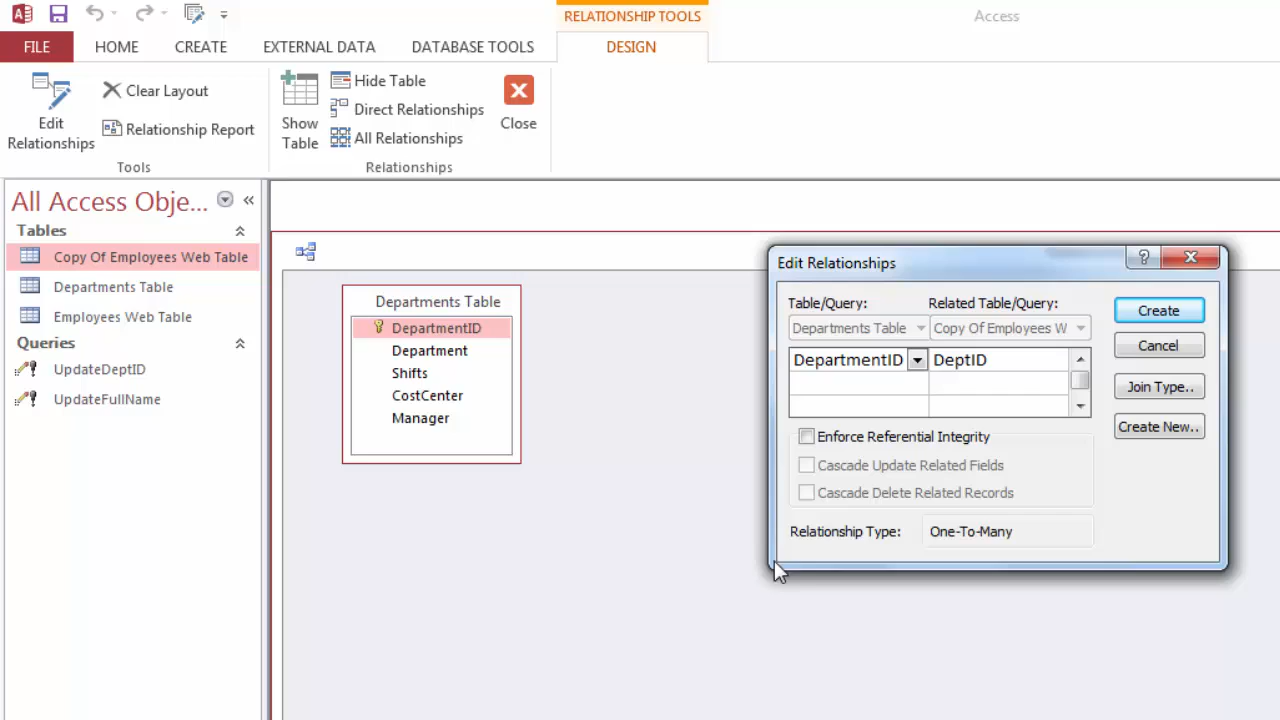 RELATIONSHIP TOOLS
Access
FILE
HOME
CREATE
EXTERNAL DATA
DATABASE TOOLS
DESIGN
Edit
Relationships
Clear Layout
Relationship Report
Tools
Show
Table
Hide Table
Direct Relationships
All Relationships
Relationships
Close
All Access Obje...
Tables
Copy Of Employees Web Table
Departments Table
Employees Web Table
Queries
UpdateDeptID
UpdateFullName
Departments Table
DepartmentID
Department
Shifts
CostCenter
Manager
Edit Relationships
Table/Query: Related Table/Query:
Departments Table Copy Of Employees W
DepartmentID DeptID
Enforce Referential Integrity
Cascade Update Related Fields
Cascade Delete Related Records
Relationship Type: One-To-Many
Create
Cancel
Join Type..
Create New..